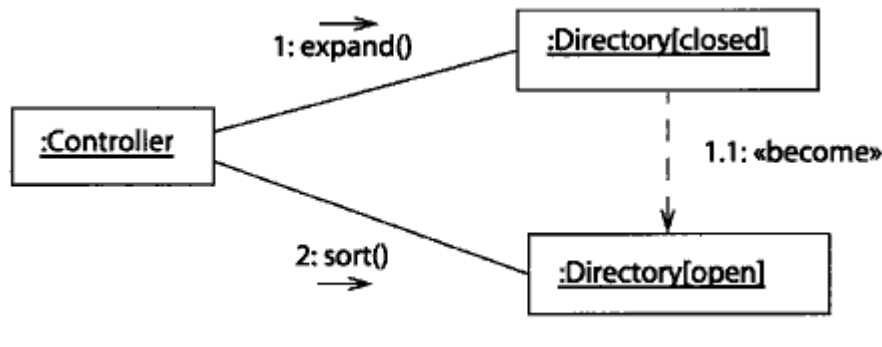 1: expand()
:Directory[closed]
:Controller
1.1: «become»
2: sort()
:Directory[open]